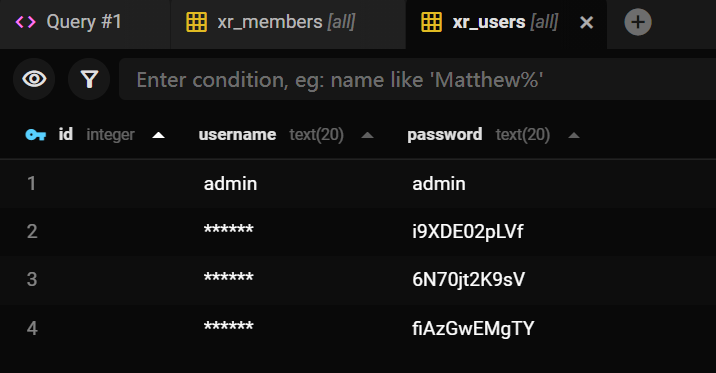 <> Query #1 xr_members [all] xr_users [all] × +
Enter condition, eg: name like 'Matthew%'
id integer username text(20) password text(20)
1 admin admin
2 ****** i9XDE02pLVf
3 ****** 6N70jt2K9sV
4 ****** fiAzGwEMgTY